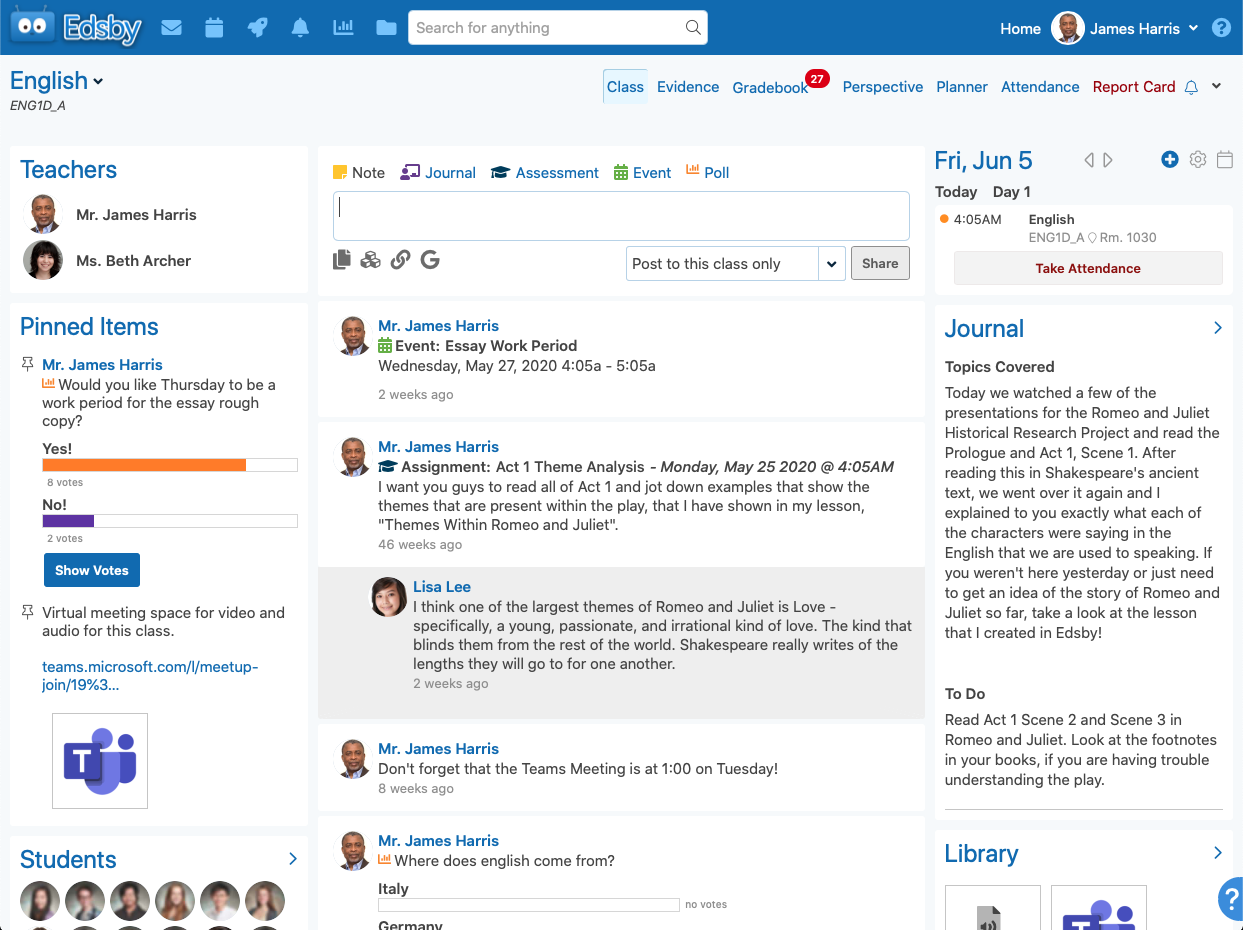 Edsby
Search for anything
Home
James Harris
?
English
ENG1D_A
Class
Evidence
Gradebook
27
Perspective
Planner
Attendance
Report Card
Teachers
Mr. James Harris
Ms. Beth Archer
Pinned Items
Mr. James Harris
Would you like Thursday to be a
work period for the essay rough
copy?
Yes!
8 votes
No!
2 votes
Show Votes
Virtual meeting space for video and
audio for this class.
teams.microsoft.com/l/meetup-
join/19%3...
T
Students
Note
Journal
Assessment
Event
Poll
G
Post to this class only
Share
Mr. James Harris
Event: Essay Work Period
Wednesday, May 27, 2020 4:05a - 5:05a
2 weeks ago
Mr. James Harris
Assignment: Act 1 Theme Analysis - Monday, May 25 2020 @ 4:05AM
I want you guys to read all of Act 1 and jot down examples that show the
themes that are present within the play, that I have shown in my lesson,
"Themes Within Romeo and Juliet".
46 weeks ago
Lisa Lee
I think one of the largest themes of Romeo and Juliet is Love -
specifically, a young, passionate, and irrational kind of love. The kind that
blinds them from the rest of the world. Shakespeare really writes of the
lengths they will go to for one another.
2 weeks ago
Mr. James Harris
Don't forget that the Teams Meeting is at 1:00 on Tuesday!
8 weeks ago
Mr. James Harris
Where does english come from?
Italy
no votes
Germany
Fri, Jun 5
Today Day 1
4:05AM
English
ENG1D_A Rm. 1030
Take Attendance
Journal
Topics Covered
Today we watched a few of the
presentations for the Romeo and Juliet
Historical Research Project and read the
Prologue and Act 1, Scene 1. After
reading this in Shakespeare's ancient
text, we went over it again and I
explained to you exactly what each of
the characters were saying in the
English that we are used to speaking. If
you weren't here yesterday or just need
to get an idea of the story of Romeo and
Juliet so far, take a look at the lesson
that I created in Edsby!
To Do
Read Act 1 Scene 2 and Scene 3 in
Romeo and Juliet. Look at the footnotes
in your books, if you are having trouble
understanding the play.
Library
?